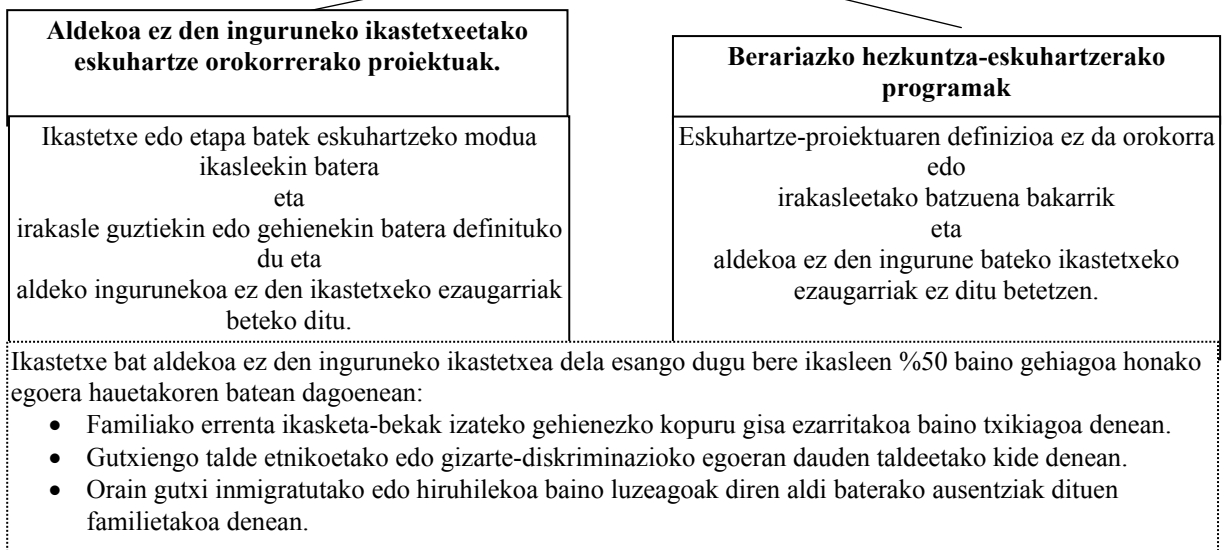 Aldekoa ez den inguruneko ikastetxeetako
eskuhartze orokorrerako proiektuak.
Ikastetxe edo etapa batek eskuhartzeko modua
ikasleekin batera
eta
irakasle guztiekin edo gehienekin batera definituko
du eta
aldeko ingurunekoa ez den ikastetxeko ezaugarriak
beteko ditu.
Berariazko hezkuntza-eskuhartzerako
programak
Eskuhartze-proiektuaren definizioa ez da orokorra
edo
irakasleetako batzuena bakarrik
eta
aldekoa ez den ingurune bateko ikastetxeko
ezaugarriak ez ditu betetzen.
Ikastetxe bat aldekoa ez den inguruneko ikastetxea dela esango dugu bere ikasleen %50 baino gehiagoa honako
egoera hauetakoren batean dagoenean:
• Familiako errenta ikasketa-bekak izateko gehienezko kopuru gisa ezarritakoa baino txikiagoa denean.
• Gutxiengo talde etnikoetako edo gizarte-diskriminazioko egoeran dauden taldeetako kide denean.
• Orain gutxi inmigratutako edo hiruhilekoa baino luzeagoak diren aldi baterako ausentziak dituen
familietakoa denean.